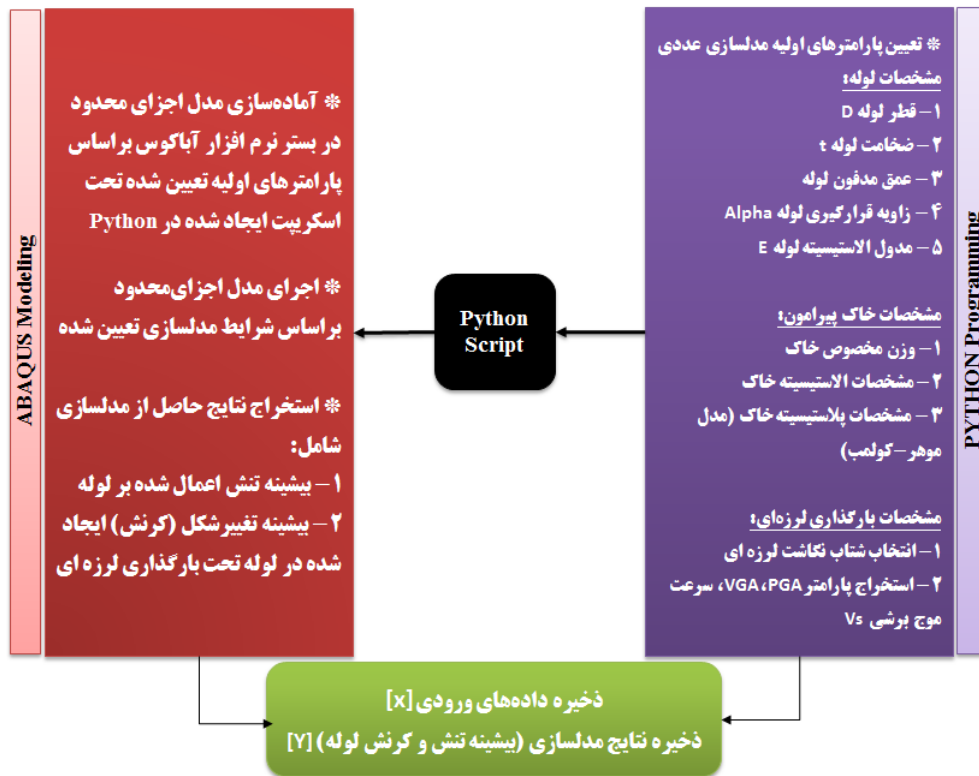 PYTHON Programming
※ تعیین پارامترهای اولیه مدلسازی عددی
مشخصات لوله:
۱– قطر لوله D
۲– ضخامت لوله t
۳– عمق مدفون لوله
۴– زاویه قرارگیری لوله Alpha
۵– مدول الاستیسیته لوله E
مشخصات خاک پیرامون:
۱– وزن مخصوص خاک
۲– مشخصات الاستیسیته خاک
۳– مشخصات پلاستیسیته خاک (مدل
موهر–کولمب)
مشخصات بارگذاری لرزه‌ای:
۱– انتخاب شتاب نگاشت لرزه ای
۲– استخراج پارامتر VGA،PGA، سرعت
موج برشی Vs
Python
Script
※ آماده‌سازی مدل اجزای محدود
در بستر نرم افزار آباکوس براساس
پارامترهای اولیه تعیین شده تحت
اسکریپت ایجاد شده در Python
※ اجرای مدل اجزای‌محدود
براساس شرایط مدلسازی تعیین شده
※ استخراج نتایج حاصل از مدلسازی
شامل:
۱– بیشینه تنش اعمال شده بر لوله
۲– بیشینه تغییرشکل (کرنش) ایجاد
شده در لوله تحت بارگذاری لرزه ای
ABAQUS Modeling
ذخیره داده‌های ورودی [x]
ذخیره نتایج مدلسازی (بیشینه تنش و کرنش لوله) [Y]